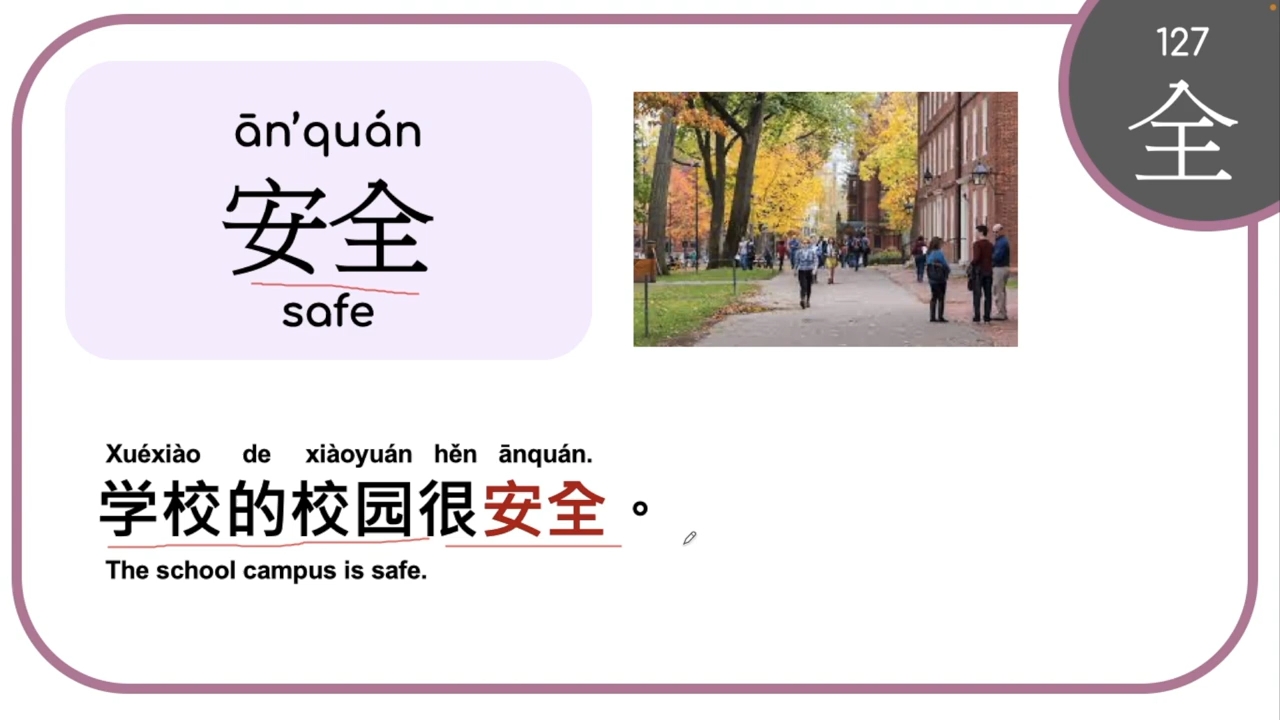 127
全
ān’quán
安全
safe
Xuéxiào de xiàoyuán hěn ānquán.
学校的校园很安全。
The school campus is safe.